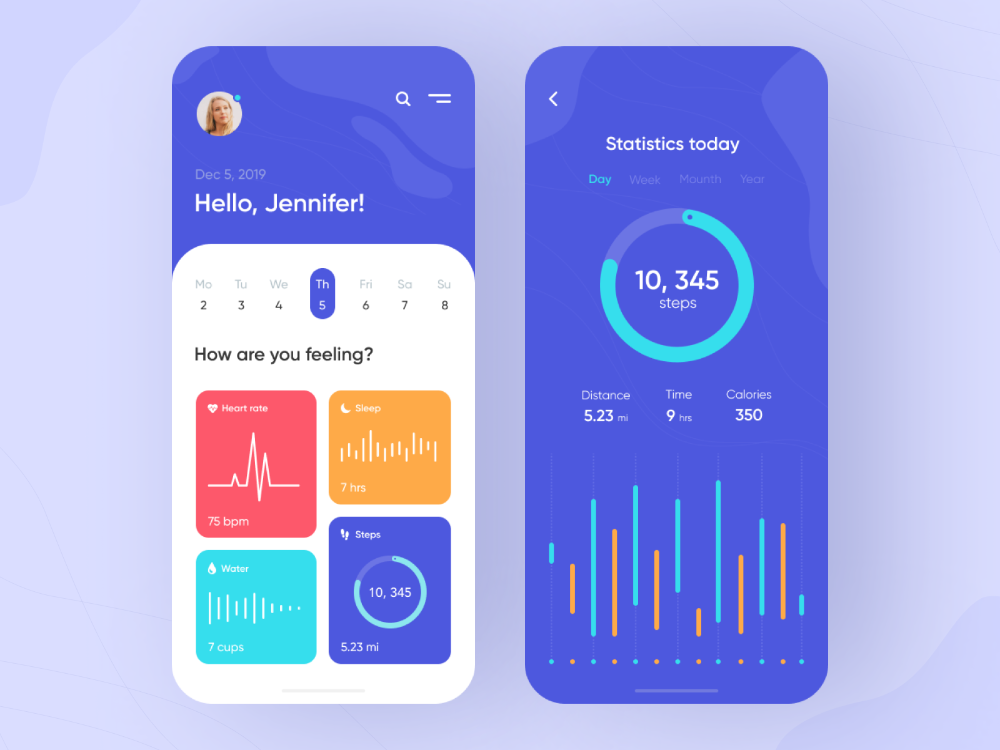 Dec 5, 2019
Hello, Jennifer!
Mo Tu We Th Fri Sa Su
2 3 4 5 6 7 8
How are you feeling?
Heart rate
75 bpm
Sleep
7 hrs
Water
7 cups
Steps
10, 345
5.23 mi
Statistics today
Day Week Mounth Year
10, 345
steps
Distance Time Calories
5.23 mi 9 hrs 350